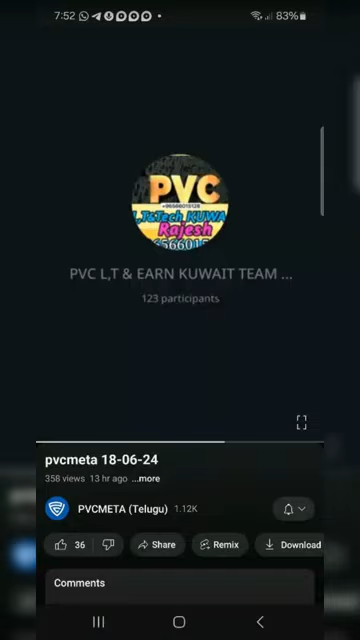 7:52
83%
PVC
+96566015128
L,T&Tech KUWA
Rajesh
PVC L,T & EARN KUWAIT TEAM ...
123 participants
pvcmeta 18-06-24
358 views 13 hr ago ...more
PVCMETA (Telugu) 1.12K
36 Share Remix Download
Comments